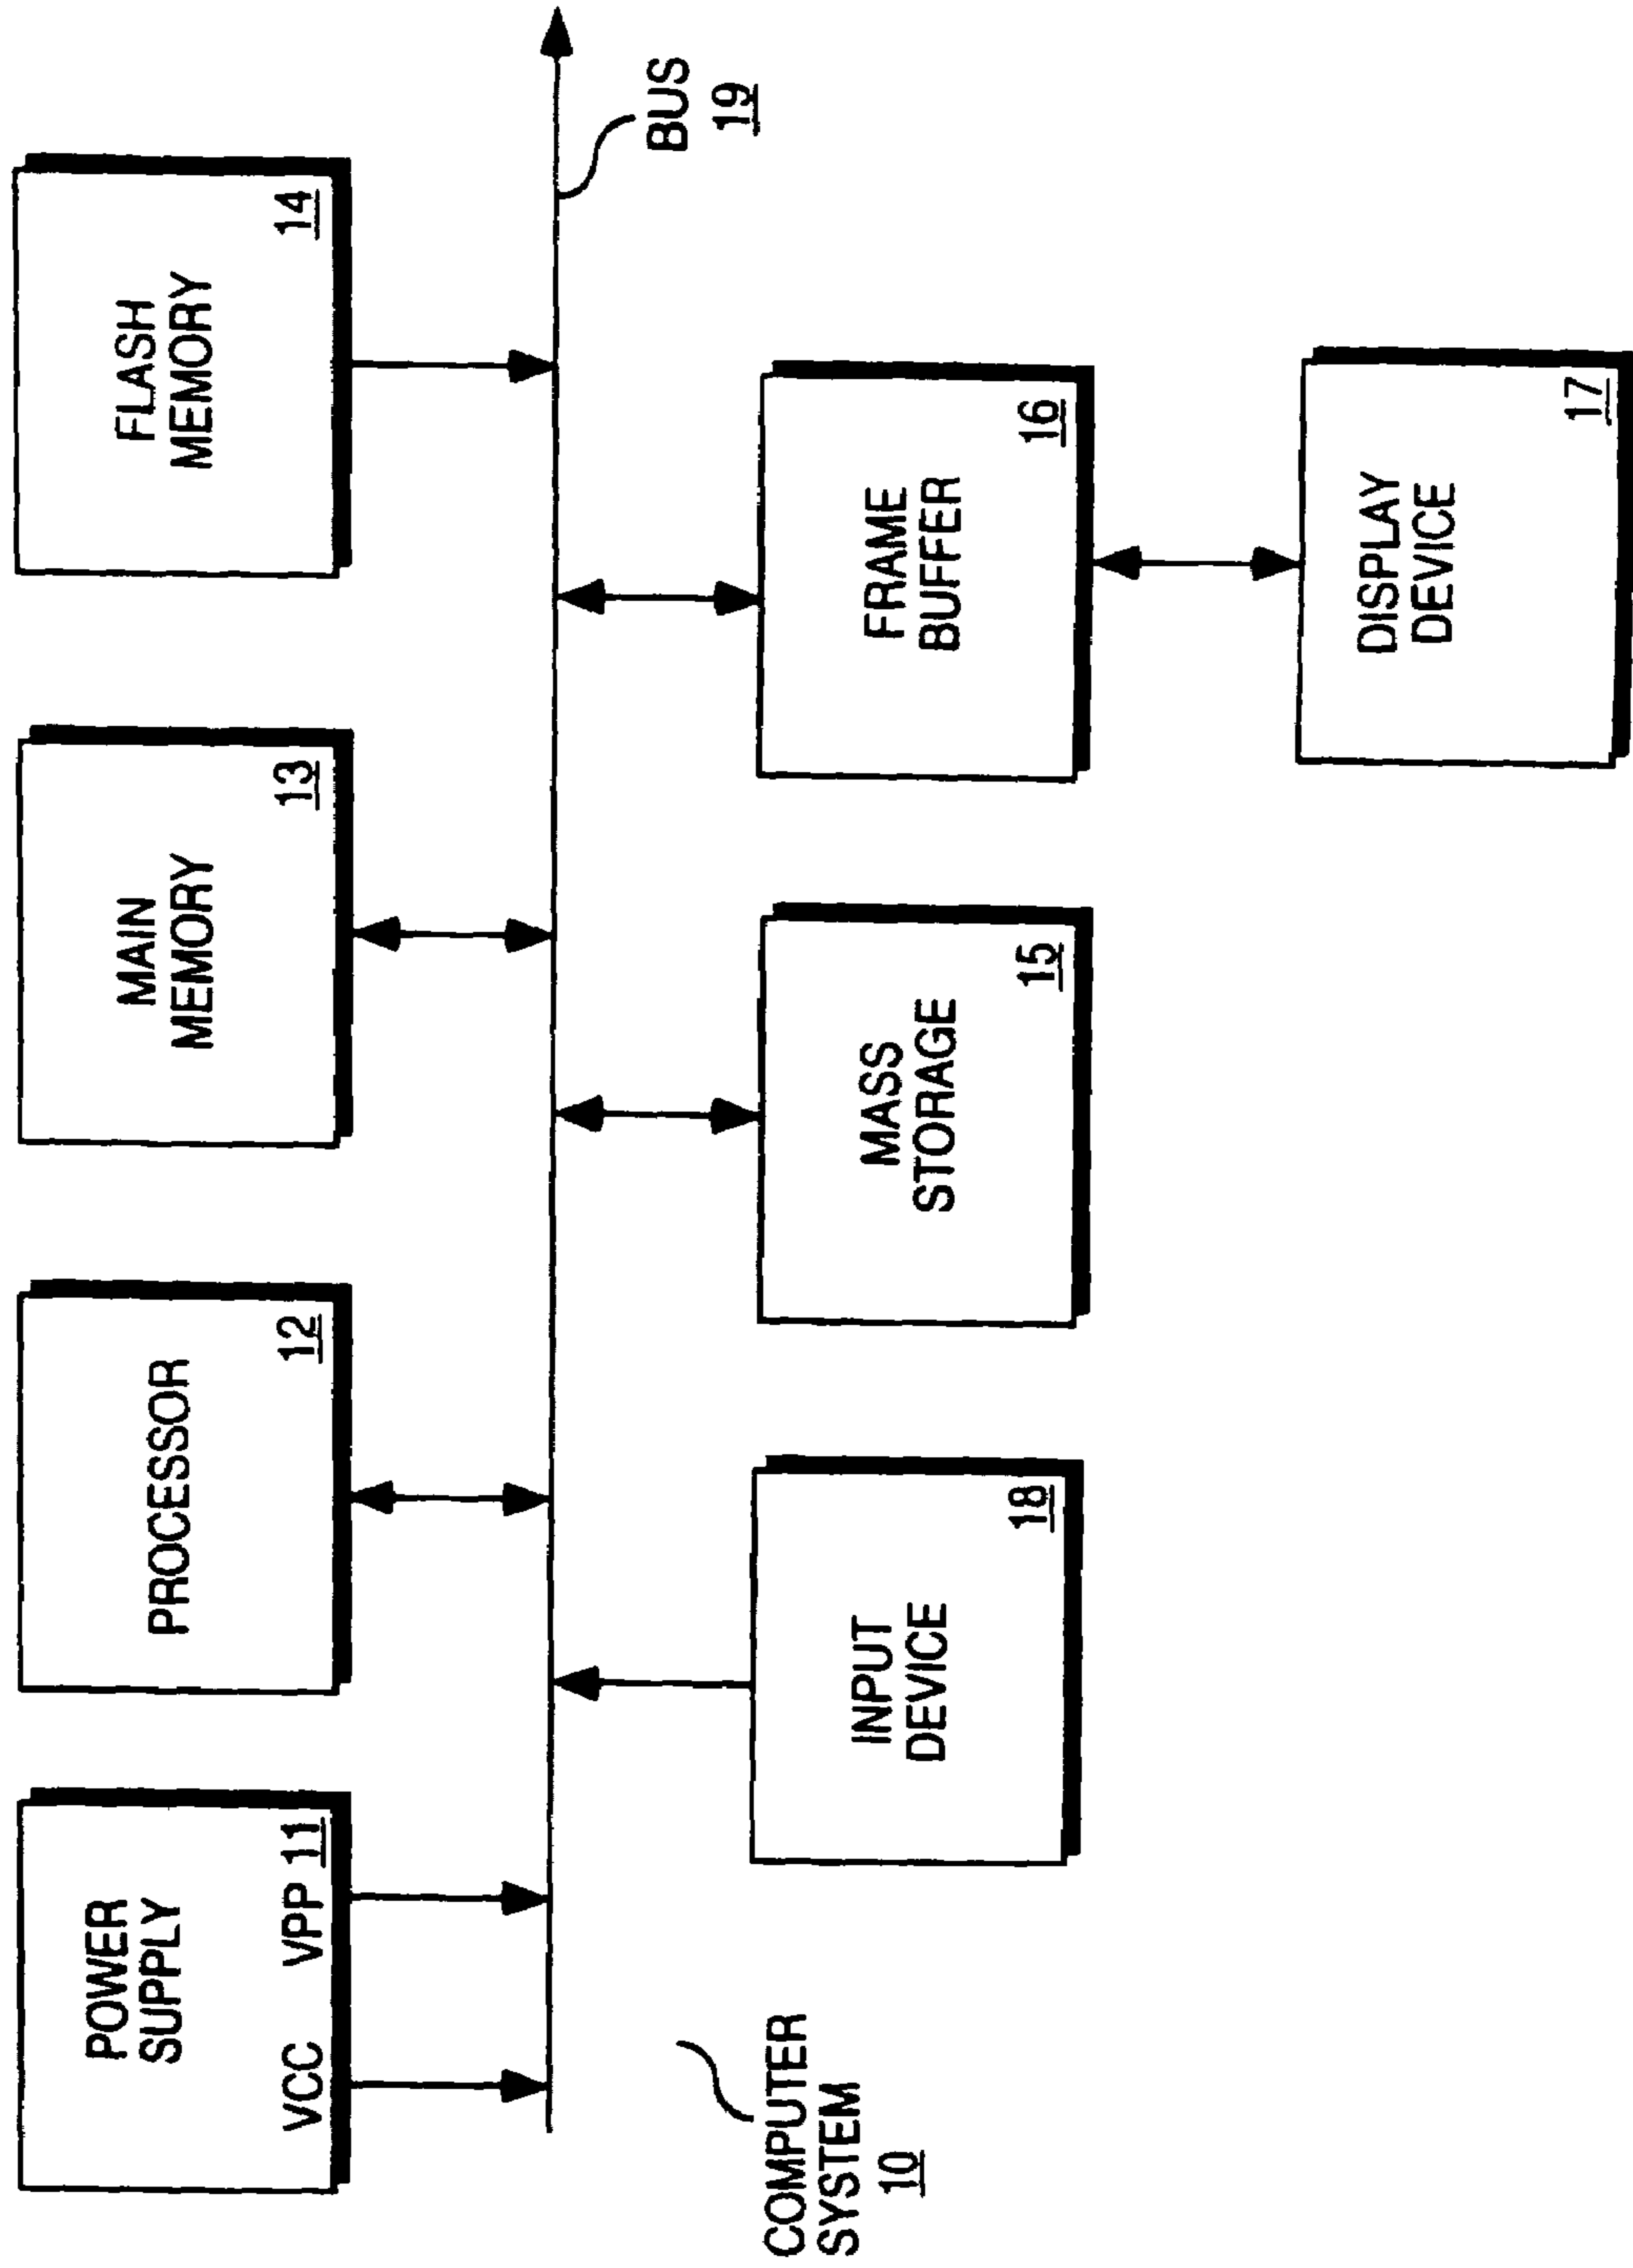 POWER
SUPPLY
VCC VPP 11
PROCESSOR
12
MAIN
MEMORY
13
FLASH
MEMORY
14
BUS
19
COMPUTER
SYSTEM
10
INPUT
DEVICE
18
MASS
STORAGE
15
FRAME
BUFFER
16
DISPLAY
DEVICE
17